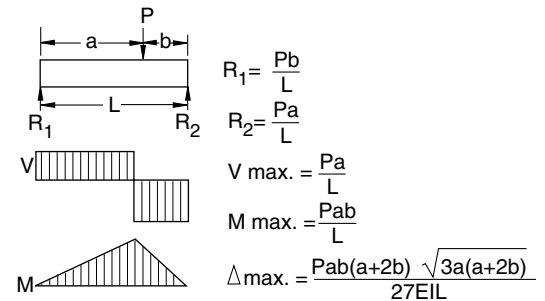 P
a b
L
R₁ R₂
R₁= Pb/L
R₂= Pa/L
V
V max. = Pa/L
M max. = Pab/L
M
Δmax. = Pab(a+2b) √3a(a+2b) / 27EIL